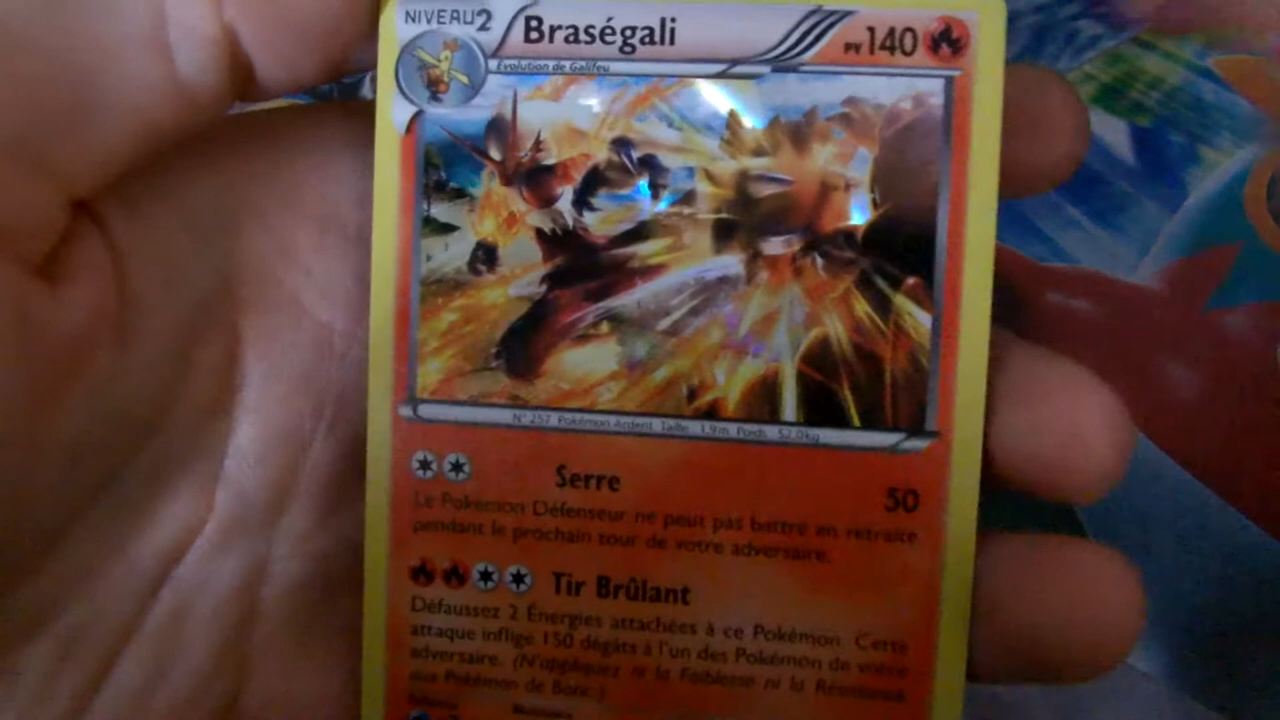 NIVEAU2
Braségali
PV140
Évolution de Galifeu
N° 257 Pokémon Ardent Taille : 1,9m Poids : 52,0kg
Serre
50
Le Pokémon Défenseur ne peut pas battre en retraite
pendant le prochain tour de votre adversaire.
Tir Brûlant
Défaussez 2 Énergies attachées à ce Pokémon. Cette
attaque inflige 150 dégâts à l'un des Pokémon de votre
adversaire. (N'appliquez ni la Faiblesse ni la Résistance
aux Pokémon de Banc.)